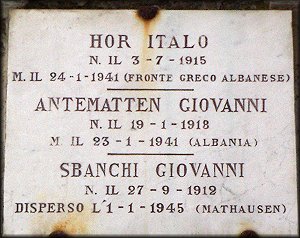 HOR ITALO
N. IL 3-7-1915
M. IL 24-1-1941 (FRONTE GRECO ALBANESE)
ANTEMATTEN GIOVANNI
N. IL 19-1-1918
M IL 23-1-1941 (ALBANIA)
SBANCHI GIOVANNI
N. IL 27-9-1912
DISPERSO L'1-1-1945 (MATHAUSEN)